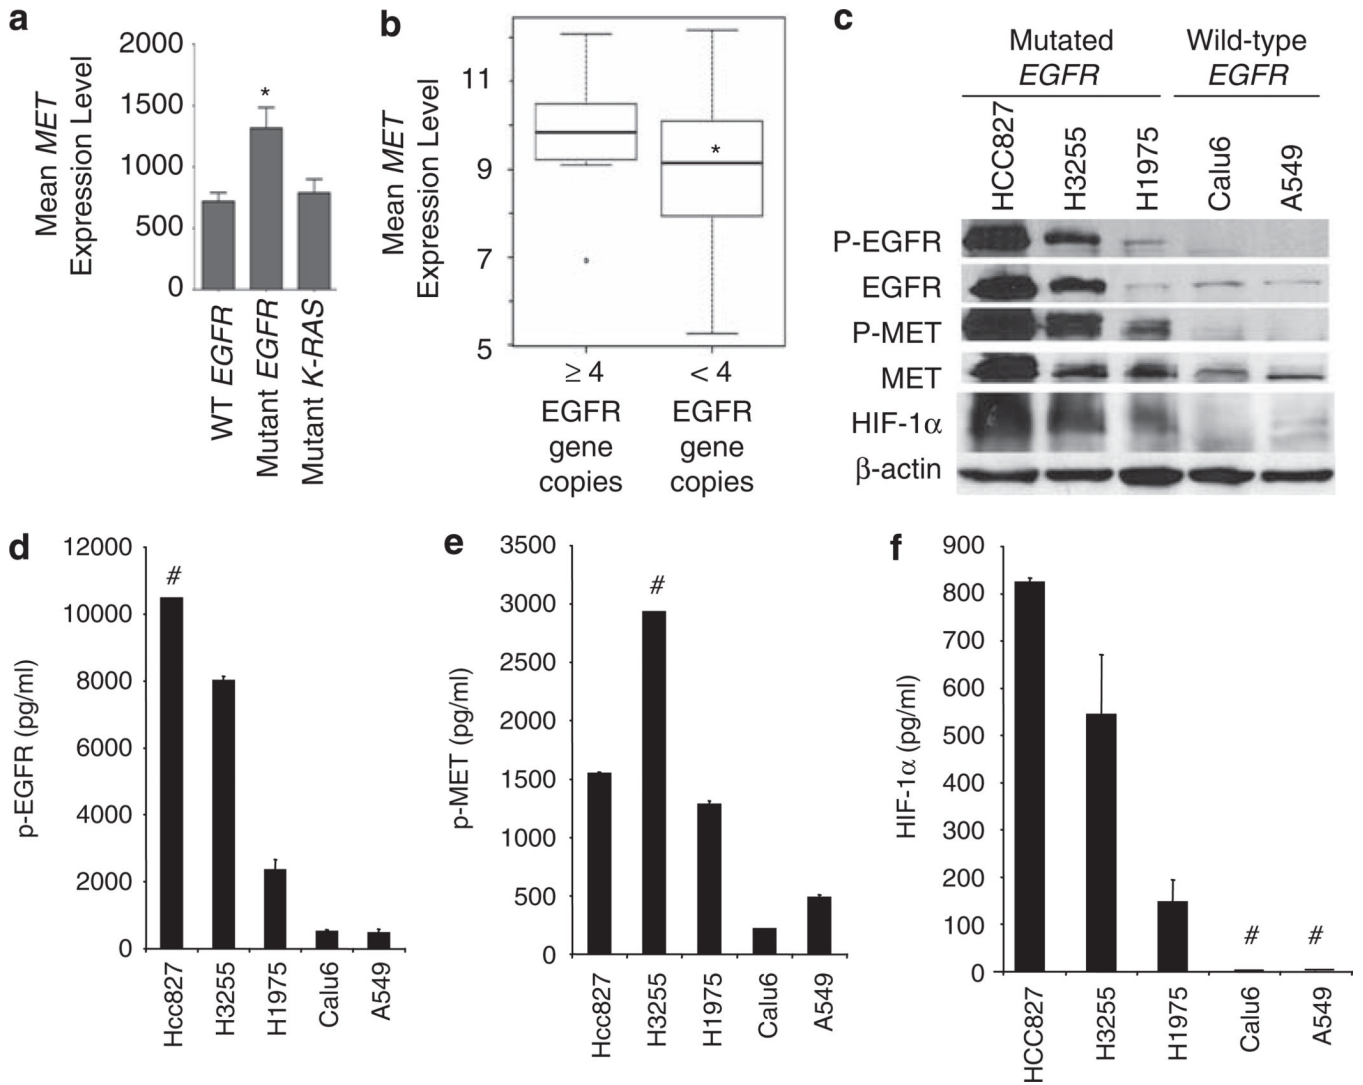 a
Mean MET
Expression Level
2000
1500
1000
500
0
*
WT EGFR
Mutant EGFR
Mutant K-RAS
b
Mean MET
Expression Level
11
9
7
5
*
≥ 4
EGFR
gene
copies
< 4
EGFR
gene
copies
c
Mutated
EGFR
Wild-type
EGFR
HCC827
H3255
H1975
Calu6
A549
P-EGFR
EGFR
P-MET
MET
HIF-1α
β-actin
d
p-EGFR (pg/ml)
12000
10000
8000
6000
4000
2000
0
#
Hcc827
H3255
H1975
Calu6
A549
e
p-MET (pg/ml)
3500
3000
2500
2000
1500
1000
500
0
#
Hcc827
H3255
H1975
Calu6
A549
f
HIF-1α (pg/ml)
900
800
700
600
500
400
300
200
100
0
# #
HCC827
H3255
H1975
Calu6
A549